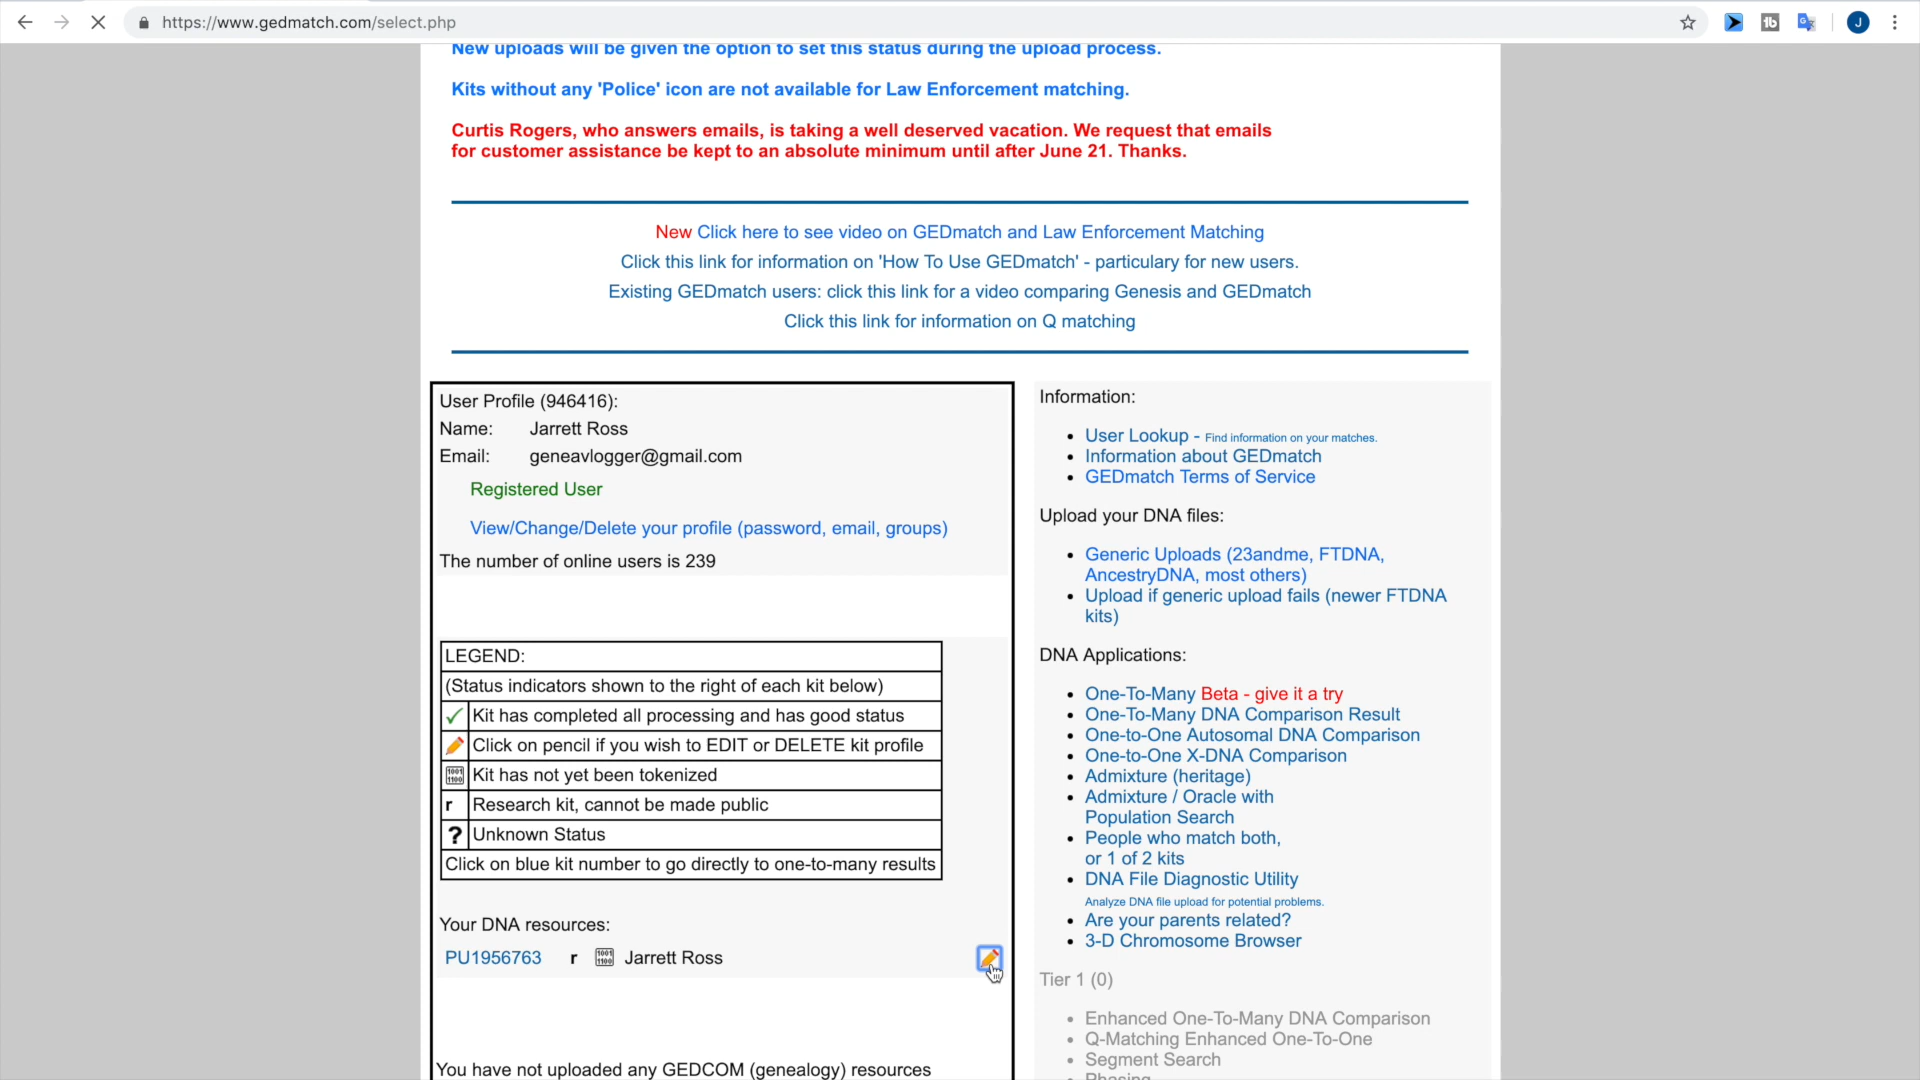 https://www.gedmatch.com/select.php
J
New uploads will be given the option to set this status during the upload process.
Kits without any 'Police' icon are not available for Law Enforcement matching.
Curtis Rogers, who answers emails, is taking a well deserved vacation. We request that emails
for customer assistance be kept to an absolute minimum until after June 21. Thanks.
New Click here to see video on GEDmatch and Law Enforcement Matching
Click this link for information on 'How To Use GEDmatch' - particulary for new users.
Existing GEDmatch users: click this link for a video comparing Genesis and GEDmatch
Click this link for information on Q matching
User Profile (946416):
Name: Jarrett Ross
Email: geneavlogger@gmail.com
Registered User
View/Change/Delete your profile (password, email, groups)
The number of online users is 239
LEGEND:
(Status indicators shown to the right of each kit below)
Kit has completed all processing and has good status
Click on pencil if you wish to EDIT or DELETE kit profile
Kit has not yet been tokenized
r Research kit, cannot be made public
? Unknown Status
Click on blue kit number to go directly to one-to-many results
Your DNA resources:
PU1956763 r Jarrett Ross
You have not uploaded any GEDCOM (genealogy) resources
Information:
User Lookup - Find information on your matches.
Information about GEDmatch
GEDmatch Terms of Service
Upload your DNA files:
Generic Uploads (23andme, FTDNA,
AncestryDNA, most others)
Upload if generic upload fails (newer FTDNA
kits)
DNA Applications:
One-To-Many Beta - give it a try
One-To-Many DNA Comparison Result
One-to-One Autosomal DNA Comparison
One-to-One X-DNA Comparison
Admixture (heritage)
Admixture / Oracle with
Population Search
People who match both,
or 1 of 2 kits
DNA File Diagnostic Utility
Analyze DNA file upload for potential problems.
Are your parents related?
3-D Chromosome Browser
Tier 1 (0)
Enhanced One-To-Many DNA Comparison
Q-Matching Enhanced One-To-One
Segment Search
Phasing